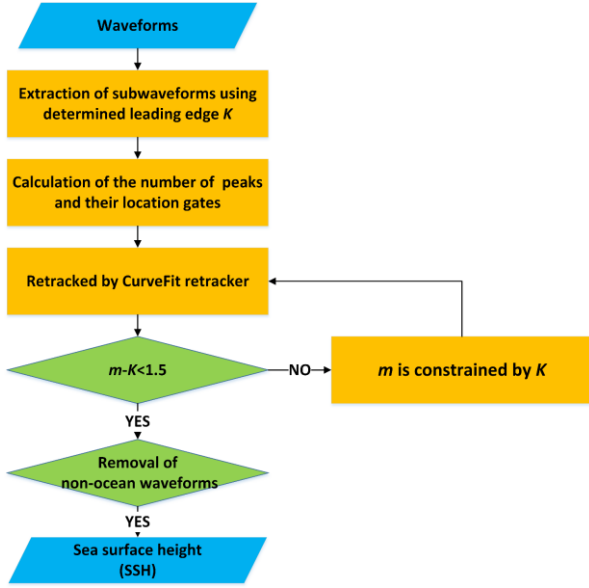 Waveforms
Extraction of subwaveforms using
determined leading edge K
Calculation of the number of peaks
and their location gates
Retracked by CurveFit retracker
m-K<1.5
NO
m is constrained by K
YES
Removal of
non-ocean waveforms
YES
Sea surface height
(SSH)